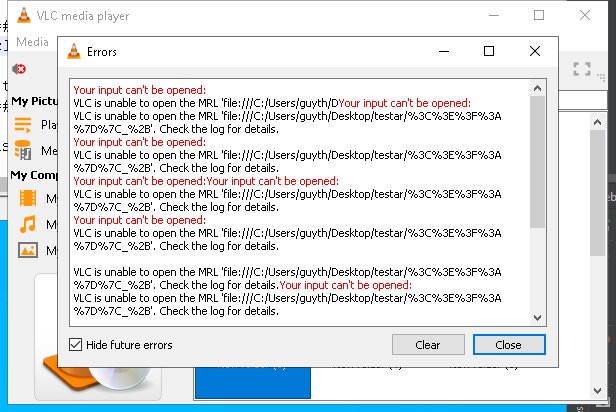 VLC media player
Media
Errors
Your input can't be opened:
VLC is unable to open the MRL 'file:///C:/Users/guyth/DYour input can't be opened:
VLC is unable to open the MRL 'file:///C:/Users/guyth/Desktop/testar/%3C%3E%3F%3A
%7D%7C_%2B'. Check the log for details.
Your input can't be opened:
VLC is unable to open the MRL 'file:///C:/Users/guyth/Desktop/testar/%3C%3E%3F%3A
%7D%7C_%2B'. Check the log for details.
Your input can't be opened:Your input can't be opened:
VLC is unable to open the MRL 'file:///C:/Users/guyth/Desktop/testar/%3C%3E%3F%3A
%7D%7C_%2B'. Check the log for details.
Your input can't be opened:
VLC is unable to open the MRL 'file:///C:/Users/guyth/Desktop/testar/%3C%3E%3F%3A
%7D%7C_%2B'. Check the log for details.
VLC is unable to open the MRL 'file:///C:/Users/guyth/Desktop/testar/%3C%3E%3F%3A
%7D%7C_%2B'. Check the log for details.Your input can't be opened:
VLC is unable to open the MRL 'file:///C:/Users/guyth/Desktop/testar/%3C%3E%3F%3A
%7D%7C_%2B'. Check the log for details.
Hide future errors
Clear
Close
My Pictu
Play
Me
My Comp
My
My
My